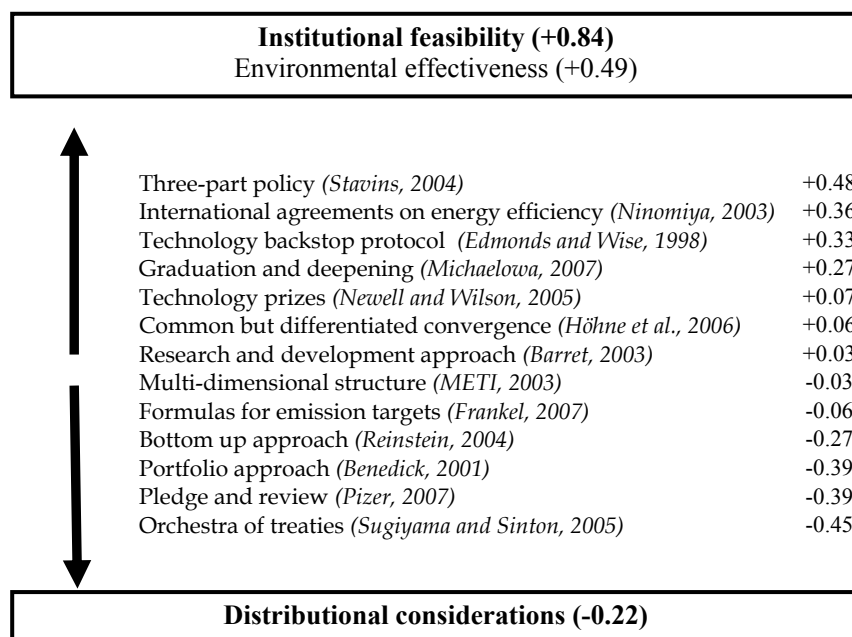 Institutional feasibility (+0.84)
Environmental effectiveness (+0.49)
Three-part policy (Stavins, 2004) +0.48
International agreements on energy efficiency (Ninomiya, 2003) +0.36
Technology backstop protocol (Edmonds and Wise, 1998) +0.33
Graduation and deepening (Michaelowa, 2007) +0.27
Technology prizes (Newell and Wilson, 2005) +0.07
Common but differentiated convergence (Höhne et al., 2006) +0.06
Research and development approach (Barret, 2003) +0.03
Multi-dimensional structure (METI, 2003) -0.03
Formulas for emission targets (Frankel, 2007) -0.06
Bottom up approach (Reinstein, 2004) -0.27
Portfolio approach (Benedick, 2001) -0.39
Pledge and review (Pizer, 2007) -0.39
Orchestra of treaties (Sugiyama and Sinton, 2005) -0.45
Distributional considerations (-0.22)